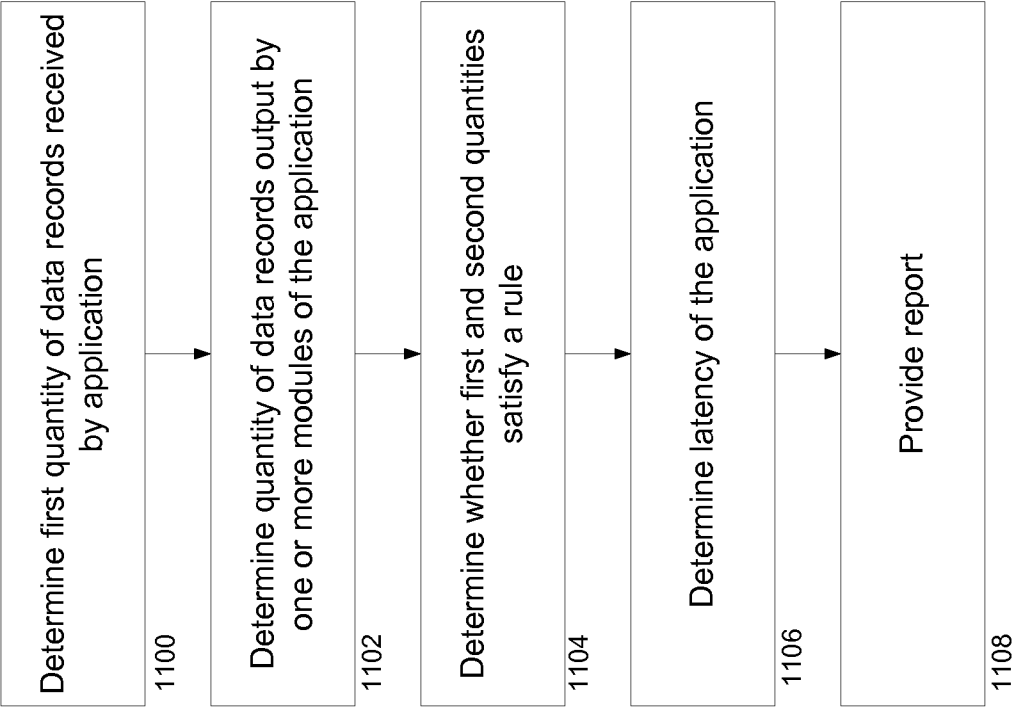 Determine first quantity of data records received
by application
1100
Determine quantity of data records output by
one or more modules of the application
1102
Determine whether first and second quantities
satisfy a rule
1104
Determine latency of the application
1106
Provide report
1108